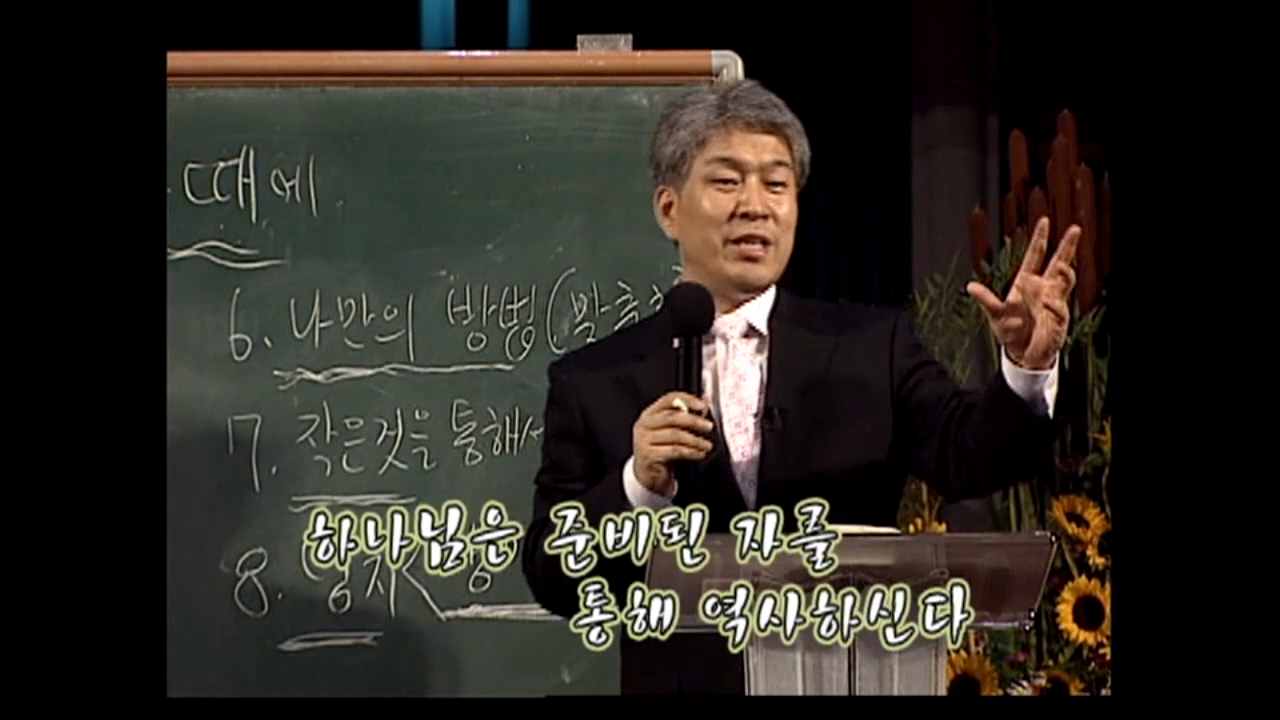 때에
6. 나만의 방법(
7. 작은것을 통해서
8.
하나님은 준비된 자를
통해 역사하신다